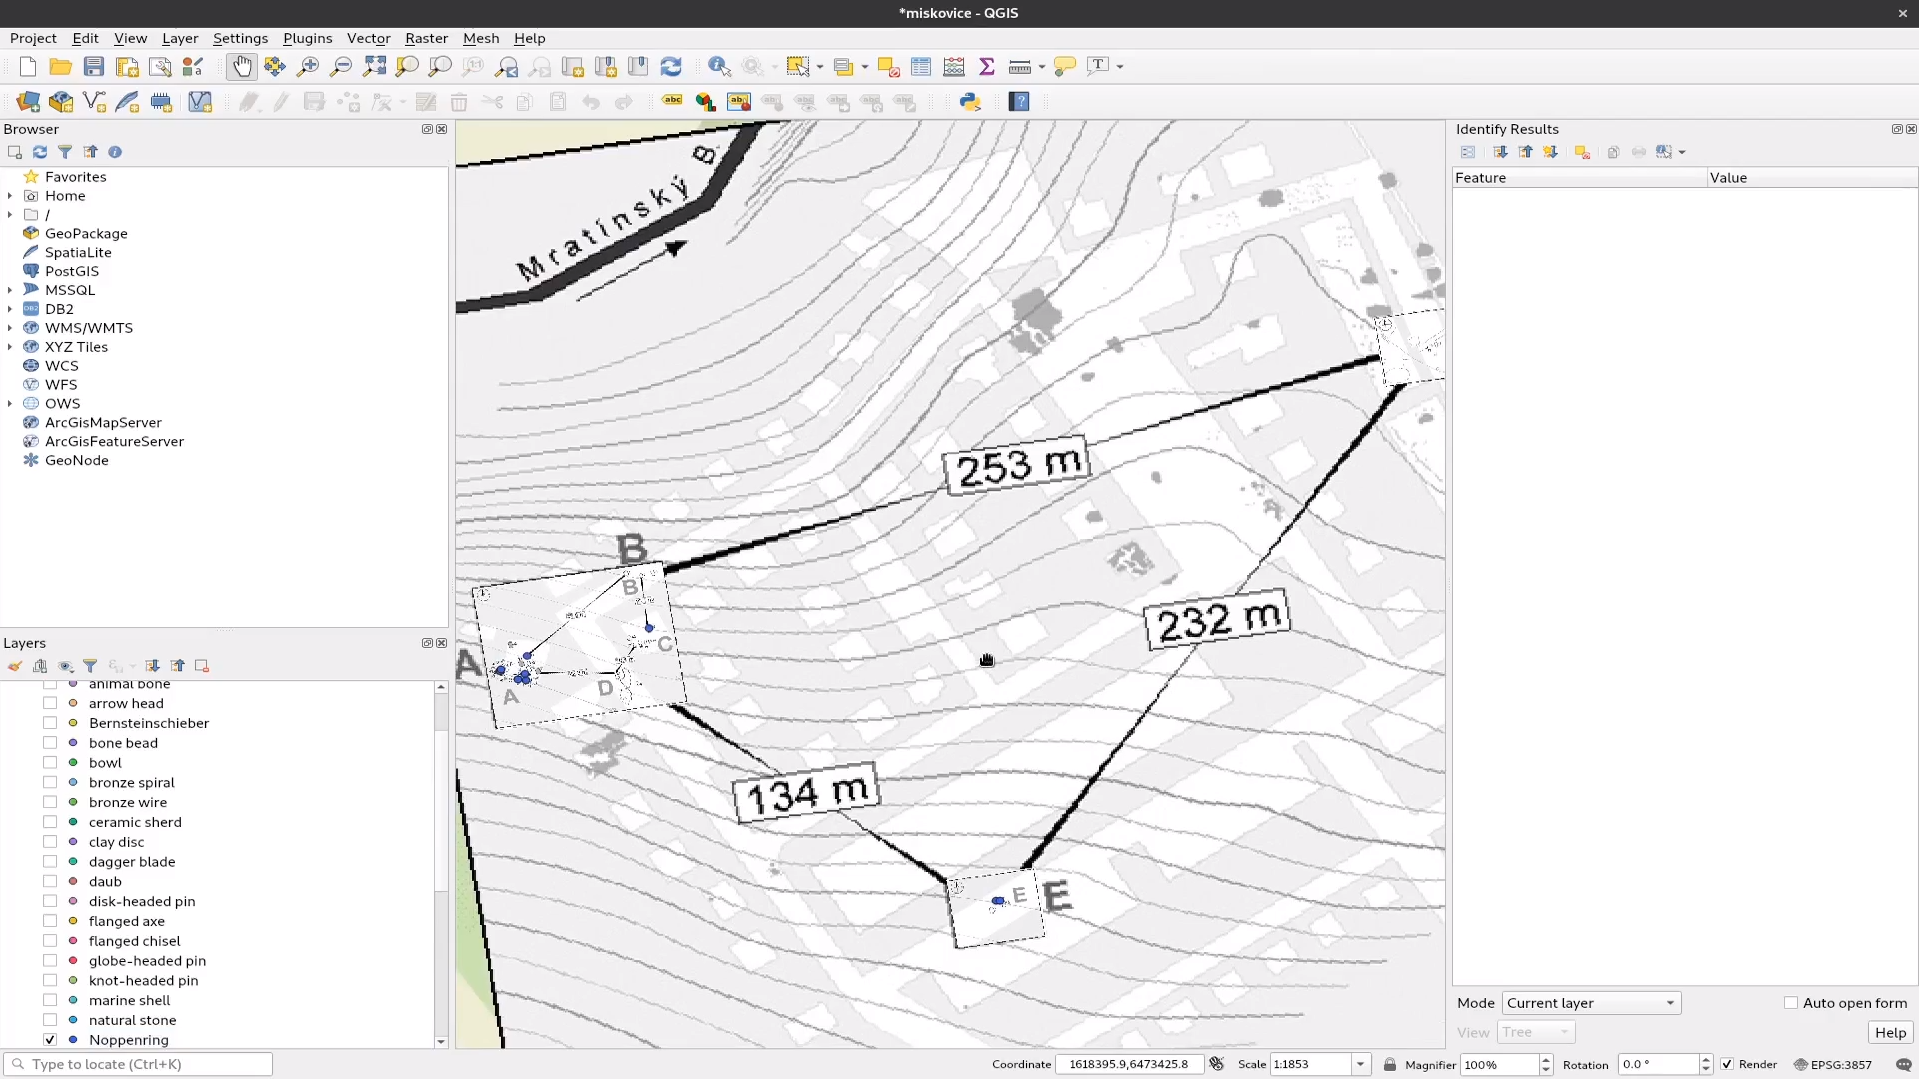 *miskovice - QGIS
Project Edit View Layer Settings Plugins Vector Raster Mesh Help
Browser
Favorites
Home
/
GeoPackage
SpatiaLite
PostGIS
MSSQL
DB2
WMS/WMTS
XYZ Tiles
WCS
WFS
OWS
ArcGisMapServer
ArcGisFeatureServer
GeoNode
Layers
animal bone
arrow head
Bernsteinschieber
bone bead
bowl
bronze spiral
bronze wire
ceramic sherd
clay disc
dagger blade
daub
disk-headed pin
flanged axe
flanged chisel
globe-headed pin
knot-headed pin
marine shell
natural stone
Noppenring
Mratínský B.
253 m
B
B
232 m
A
A
C
D
134 m
E
E
Identify Results
Feature Value
Mode Current layer Auto open form
View Tree Help
Type to locate (Ctrl+K) Coordinate 1618395.9,6473425.8 Scale 1:1853 Magnifier 100% Rotation 0.0 ° Render EPSG:3857